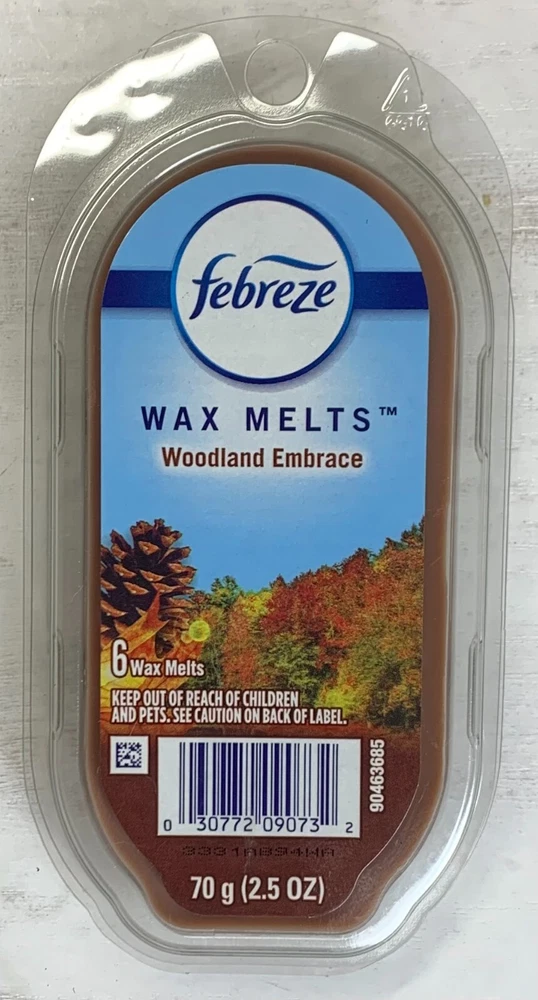 febreze
WAX MELTS™
Woodland Embrace
6 Wax Melts
KEEP OUT OF REACH OF CHILDREN
AND PETS. SEE CAUTION ON BACK OF LABEL.
90463685
0 30772 09073 2
70 g (2.5 OZ)